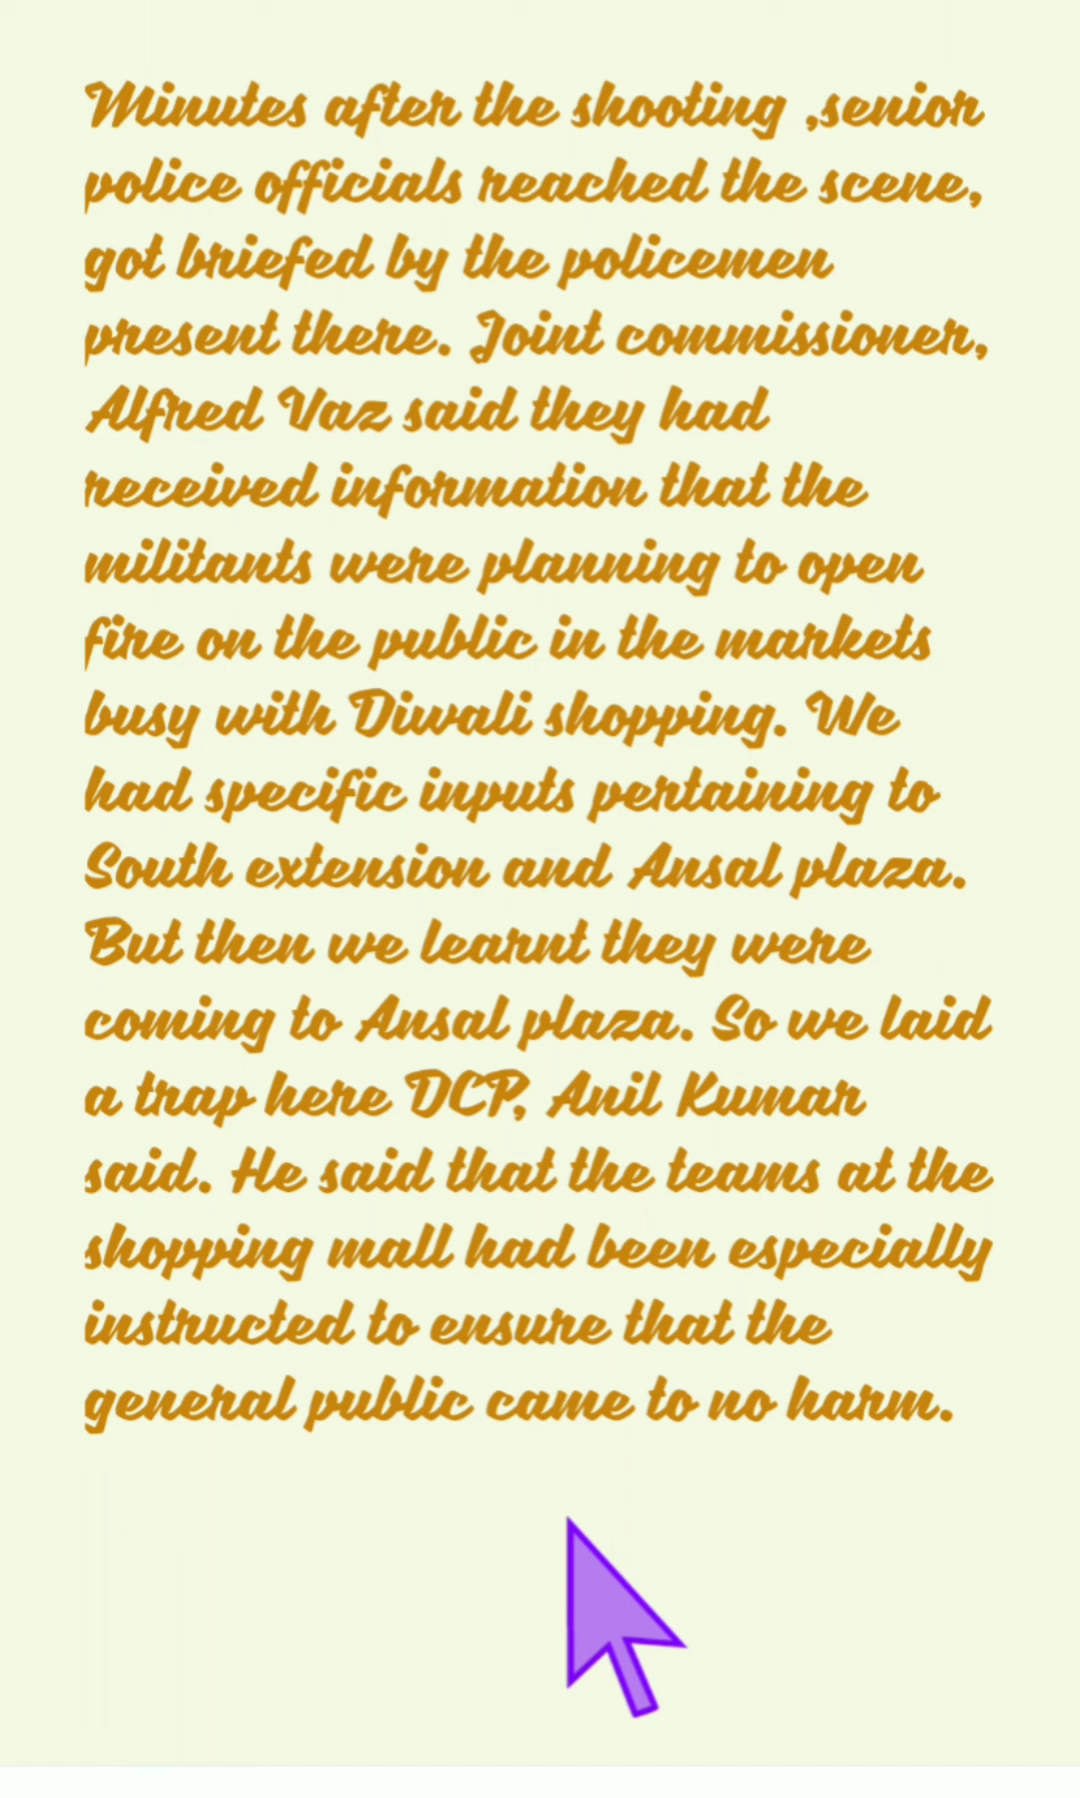 Minutes after the shooting ,senior
police officials reached the scene,
got briefed by the policemen
present there. Joint commissioner,
Alfred Vaz said they had
received information that the
militants were planning to open
fire on the public in the markets
busy with Diwali shopping. We
had specific inputs pertaining to
South extension and Ansal plaza.
But then we learnt they were
coming to Ansal plaza. So we laid
a trap here DCP, Anil Kumar
said. He said that the teams at the
shopping mall had been especially
instructed to ensure that the
general public came to no harm.